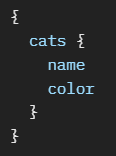 {
  cats {
    name
    color
  }
}